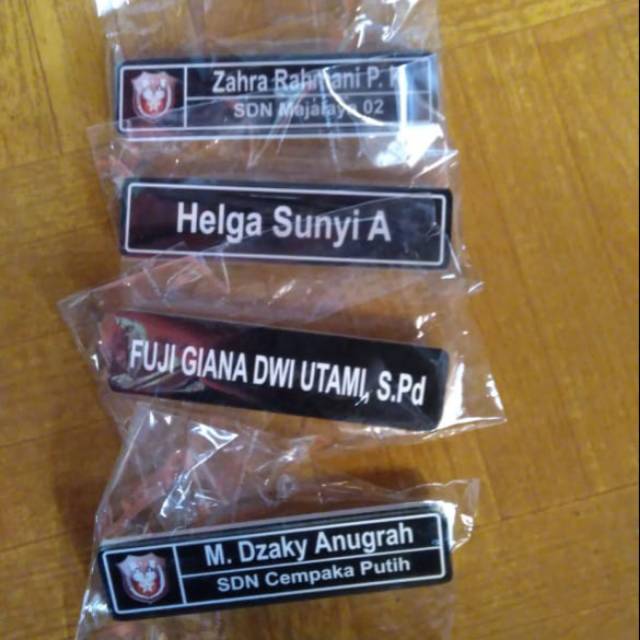 Zahra Rahmani P.
SDN Majalaya 02
Helga Sunyi A
FUJI GIANA DWI UTAMI, S.Pd
M. Dzaky Anugrah
SDN Cempaka Putih